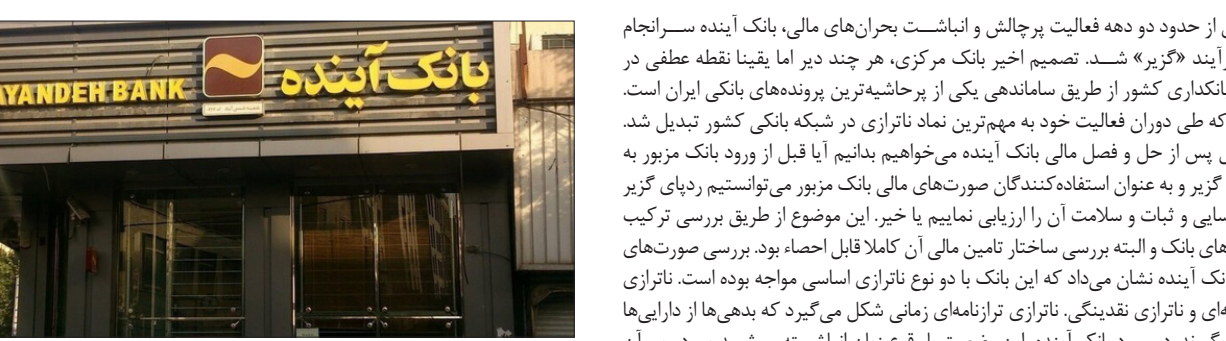 از حدود دو دهه فعالیت پرچالش و انباشت بحران‌های مالی، بانک آینده سرانجام
«گزیر» شد. تصمیم اخیر بانک مرکزی، هر چند دیر اما یقینا نقطه عطفی در
کشور از طریق ساماندهی یکی از پرحاشیه‌ترین پرونده‌های بانکی ایران است.
که طی دوران فعالیت خود به مهم‌ترین نماد ناترازی در شبکه بانکی کشور تبدیل شد.
پس از حل و فصل مالی بانک آینده می‌خواهیم بدانیم آیا قبل از ورود بانک مزبور به
گزیر و به عنوان استفاده‌کنندگان صورت‌های مالی بانک مزبور می‌توانستیم ردپای گزیر
و ثبات و سلامت آن را ارزیابی نماییم یا خیر. این موضوع از طریق بررسی ترکیب
بانک و البته بررسی ساختار تامین مالی آن کاملا قابل احصاء بود. بررسی صورت‌های
آینده نشان می‌داد که این بانک با دو نوع ناترازی اساسی مواجه بوده است. ناترازی
و ناترازی نقدینگی. ناترازی ترازنامه‌ای زمانی شکل می‌گیرد که بدهی‌ها از دارایی‌ها
بانک آینده
AYANDEH BANK